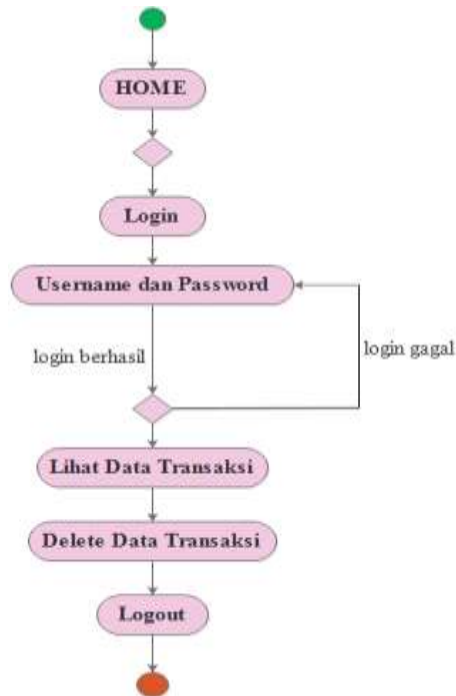 HOME
Login
Username dan Password
login berhasil
login gagal
Lihat Data Transaksi
Delete Data Transaksi
Logout